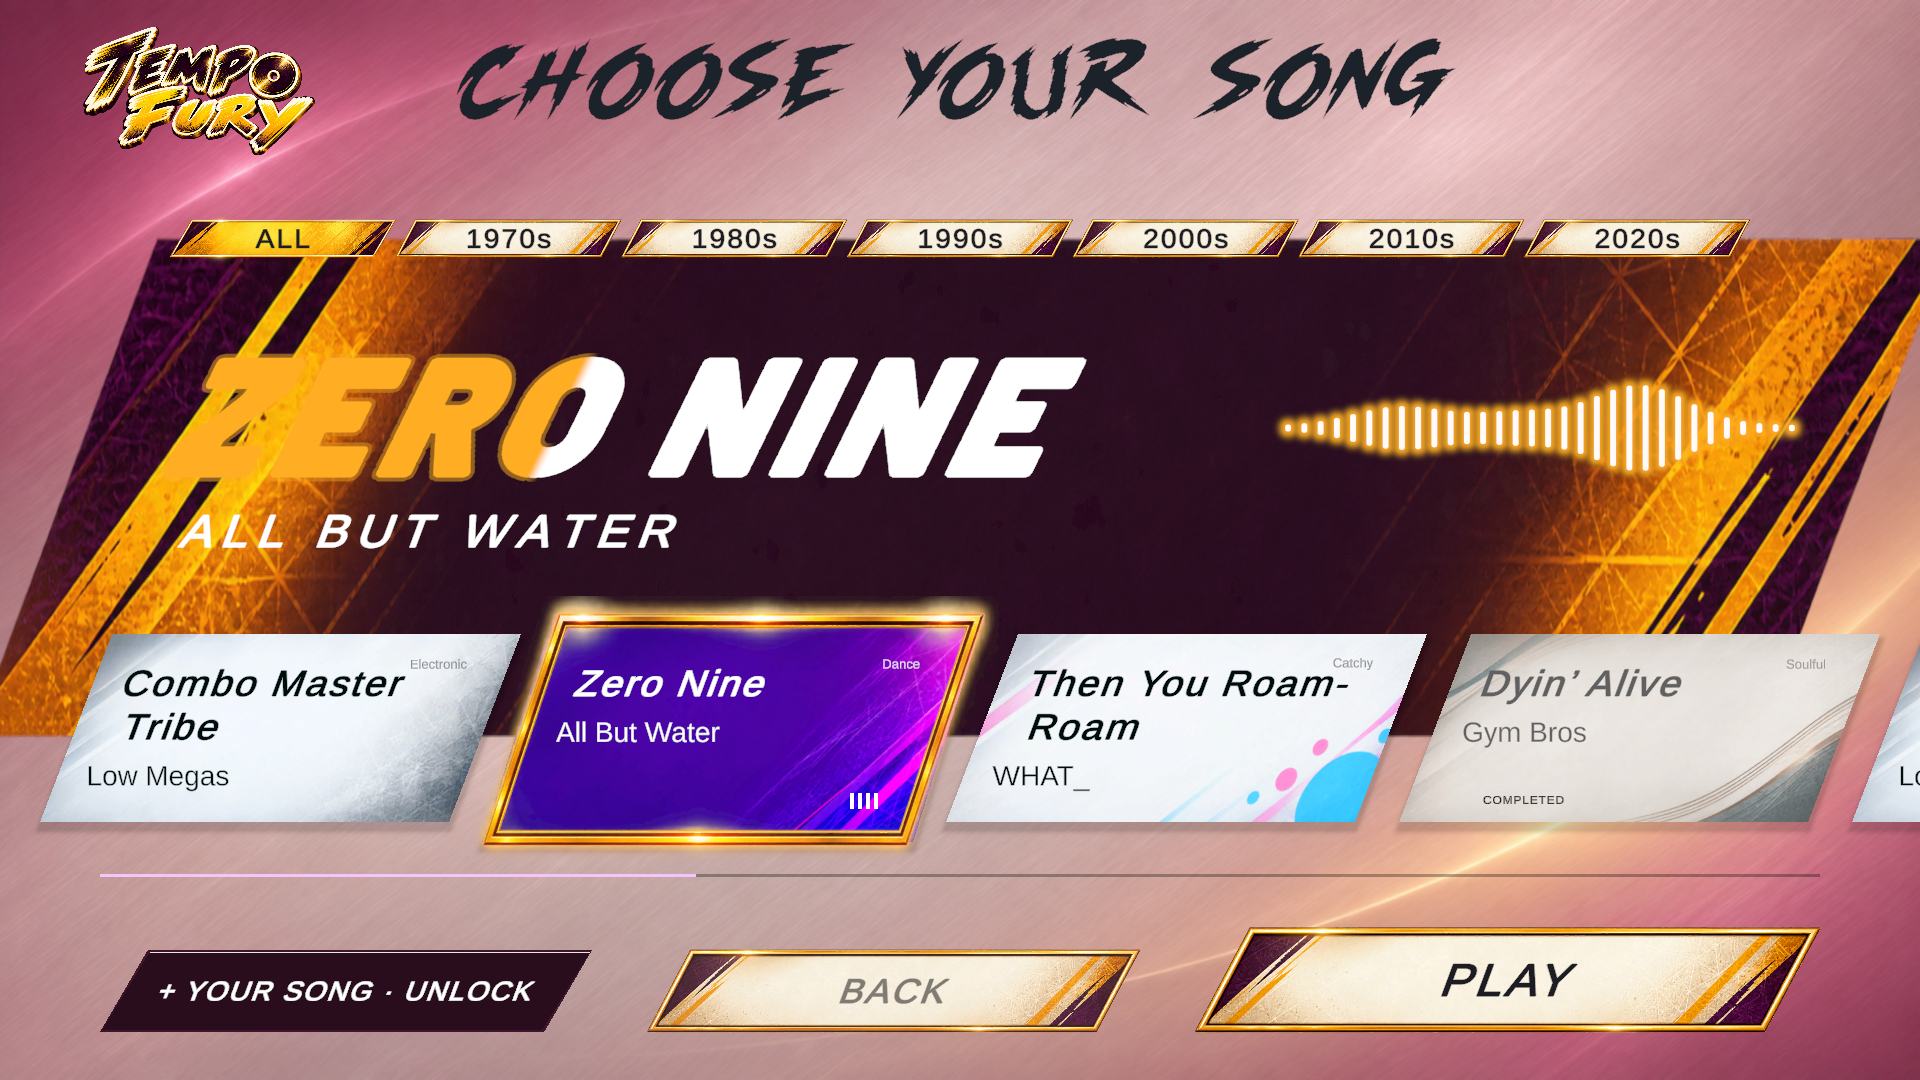 TEMPO
FURY
CHOOSE YOUR SONG
ALL
1970s
1980s
1990s
2000s
2010s
2020s
ZERO NINE
ALL BUT WATER
Combo Master
Tribe
Electronic
Low Megas
Zero Nine
Dance
All But Water
Then You Roam-
Roam
Catchy
WHAT_
Dyin’ Alive
Soulful
Gym Bros
COMPLETED
+ YOUR SONG · UNLOCK
BACK
PLAY